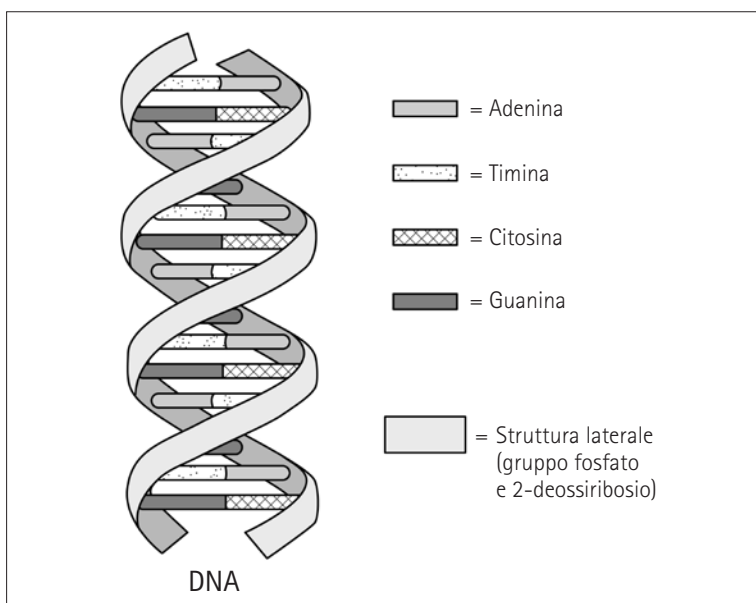 = Adenina
= Timina
= Citosina
= Guanina
= Struttura laterale
(gruppo fosfato
e 2-deossiribosio)
DNA